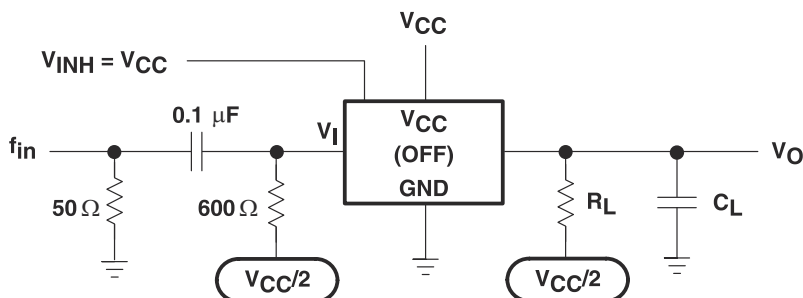 VCC
VINH = VCC
0.1 μF
fin
VI
VCC
(OFF)
GND
VO
50 Ω
600 Ω
RL
CL
VCC/2
VCC/2